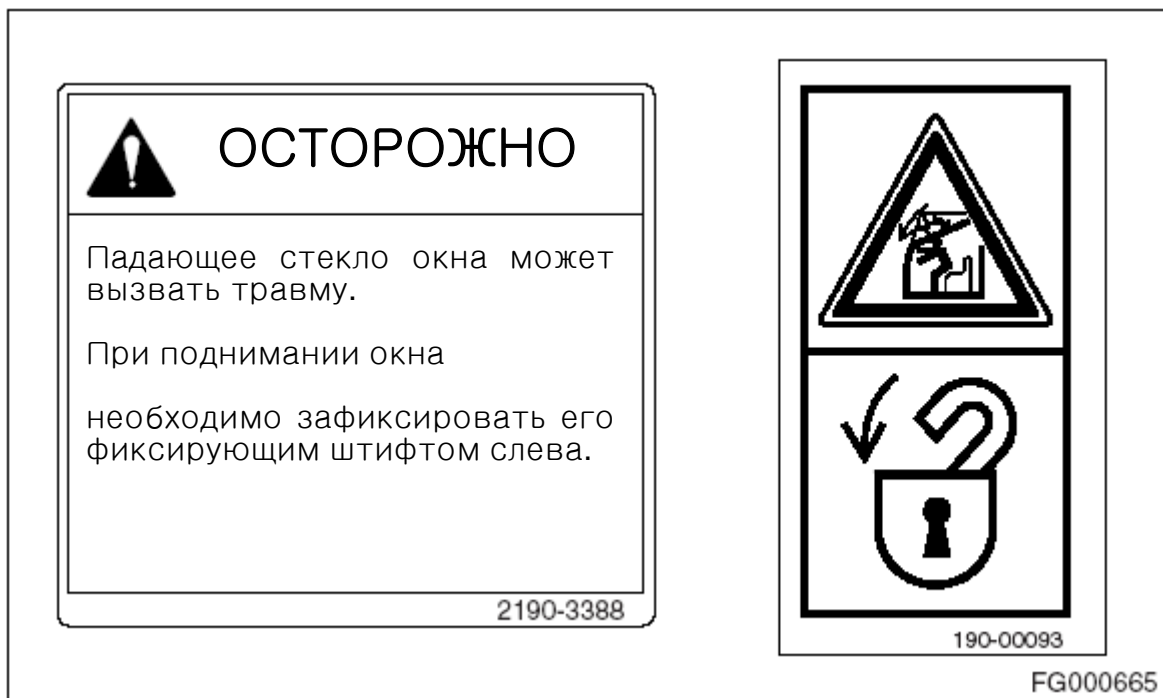 ОСТОРОЖНО
Падающее стекло окна может
вызвать травму.
При поднимании окна
необходимо зафиксировать его
фиксирующим штифтом слева.
2190-3388
190-00093
FG000665